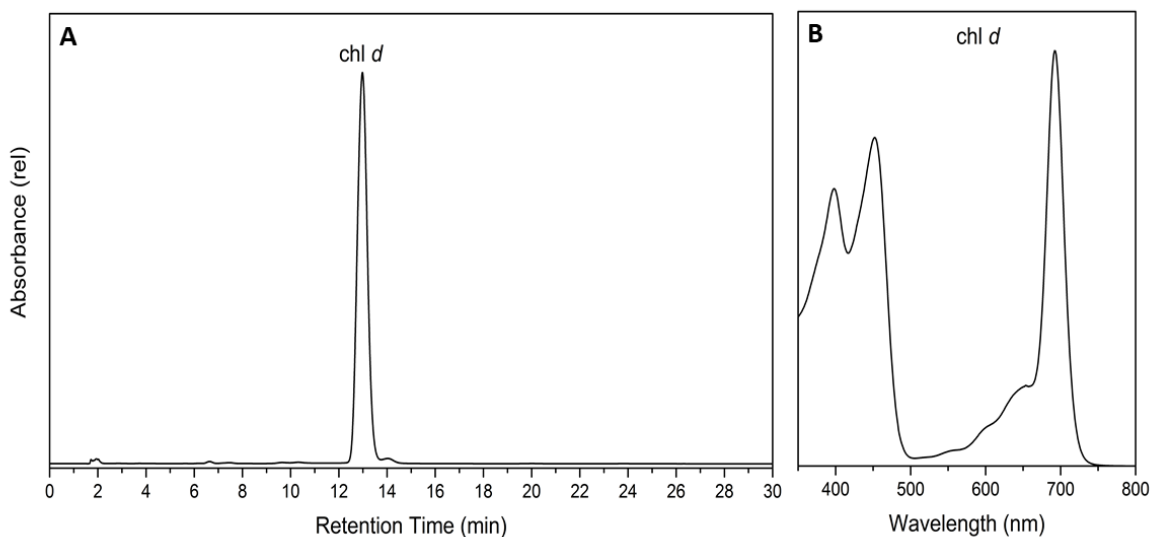 A
chl d
Absorbance (rel)
0 2 4 6 8 10 12 14 16 18 20 22 24 26 28 30
Retention Time (min)
B
chl d
400 500 600 700 800
Wavelength (nm)